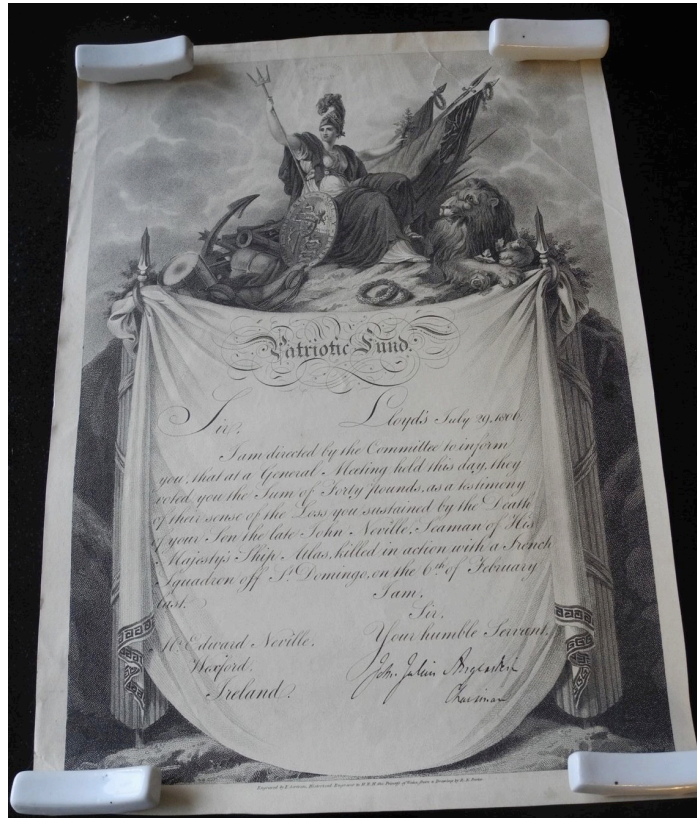 Patriotic Fund.
Sir, Lloyd's July 29, 1806.
I am directed by the Committee to inform
you, that at a General Meeting held this day, they
voted you the Sum of Forty pounds, as a testimony
of their sense of the Loss you sustained by the Death
of your Son the late John Neville, Seaman of His
Majesty's Ship Atlas, killed in action with a French
Squadron off St. Domingo, on the 6th of February
last.
I am,
Sir,
Your humble Servant,
Mr. Edward Neville.
Wexford.
Ireland.
John Julius Angerstein
Chairman